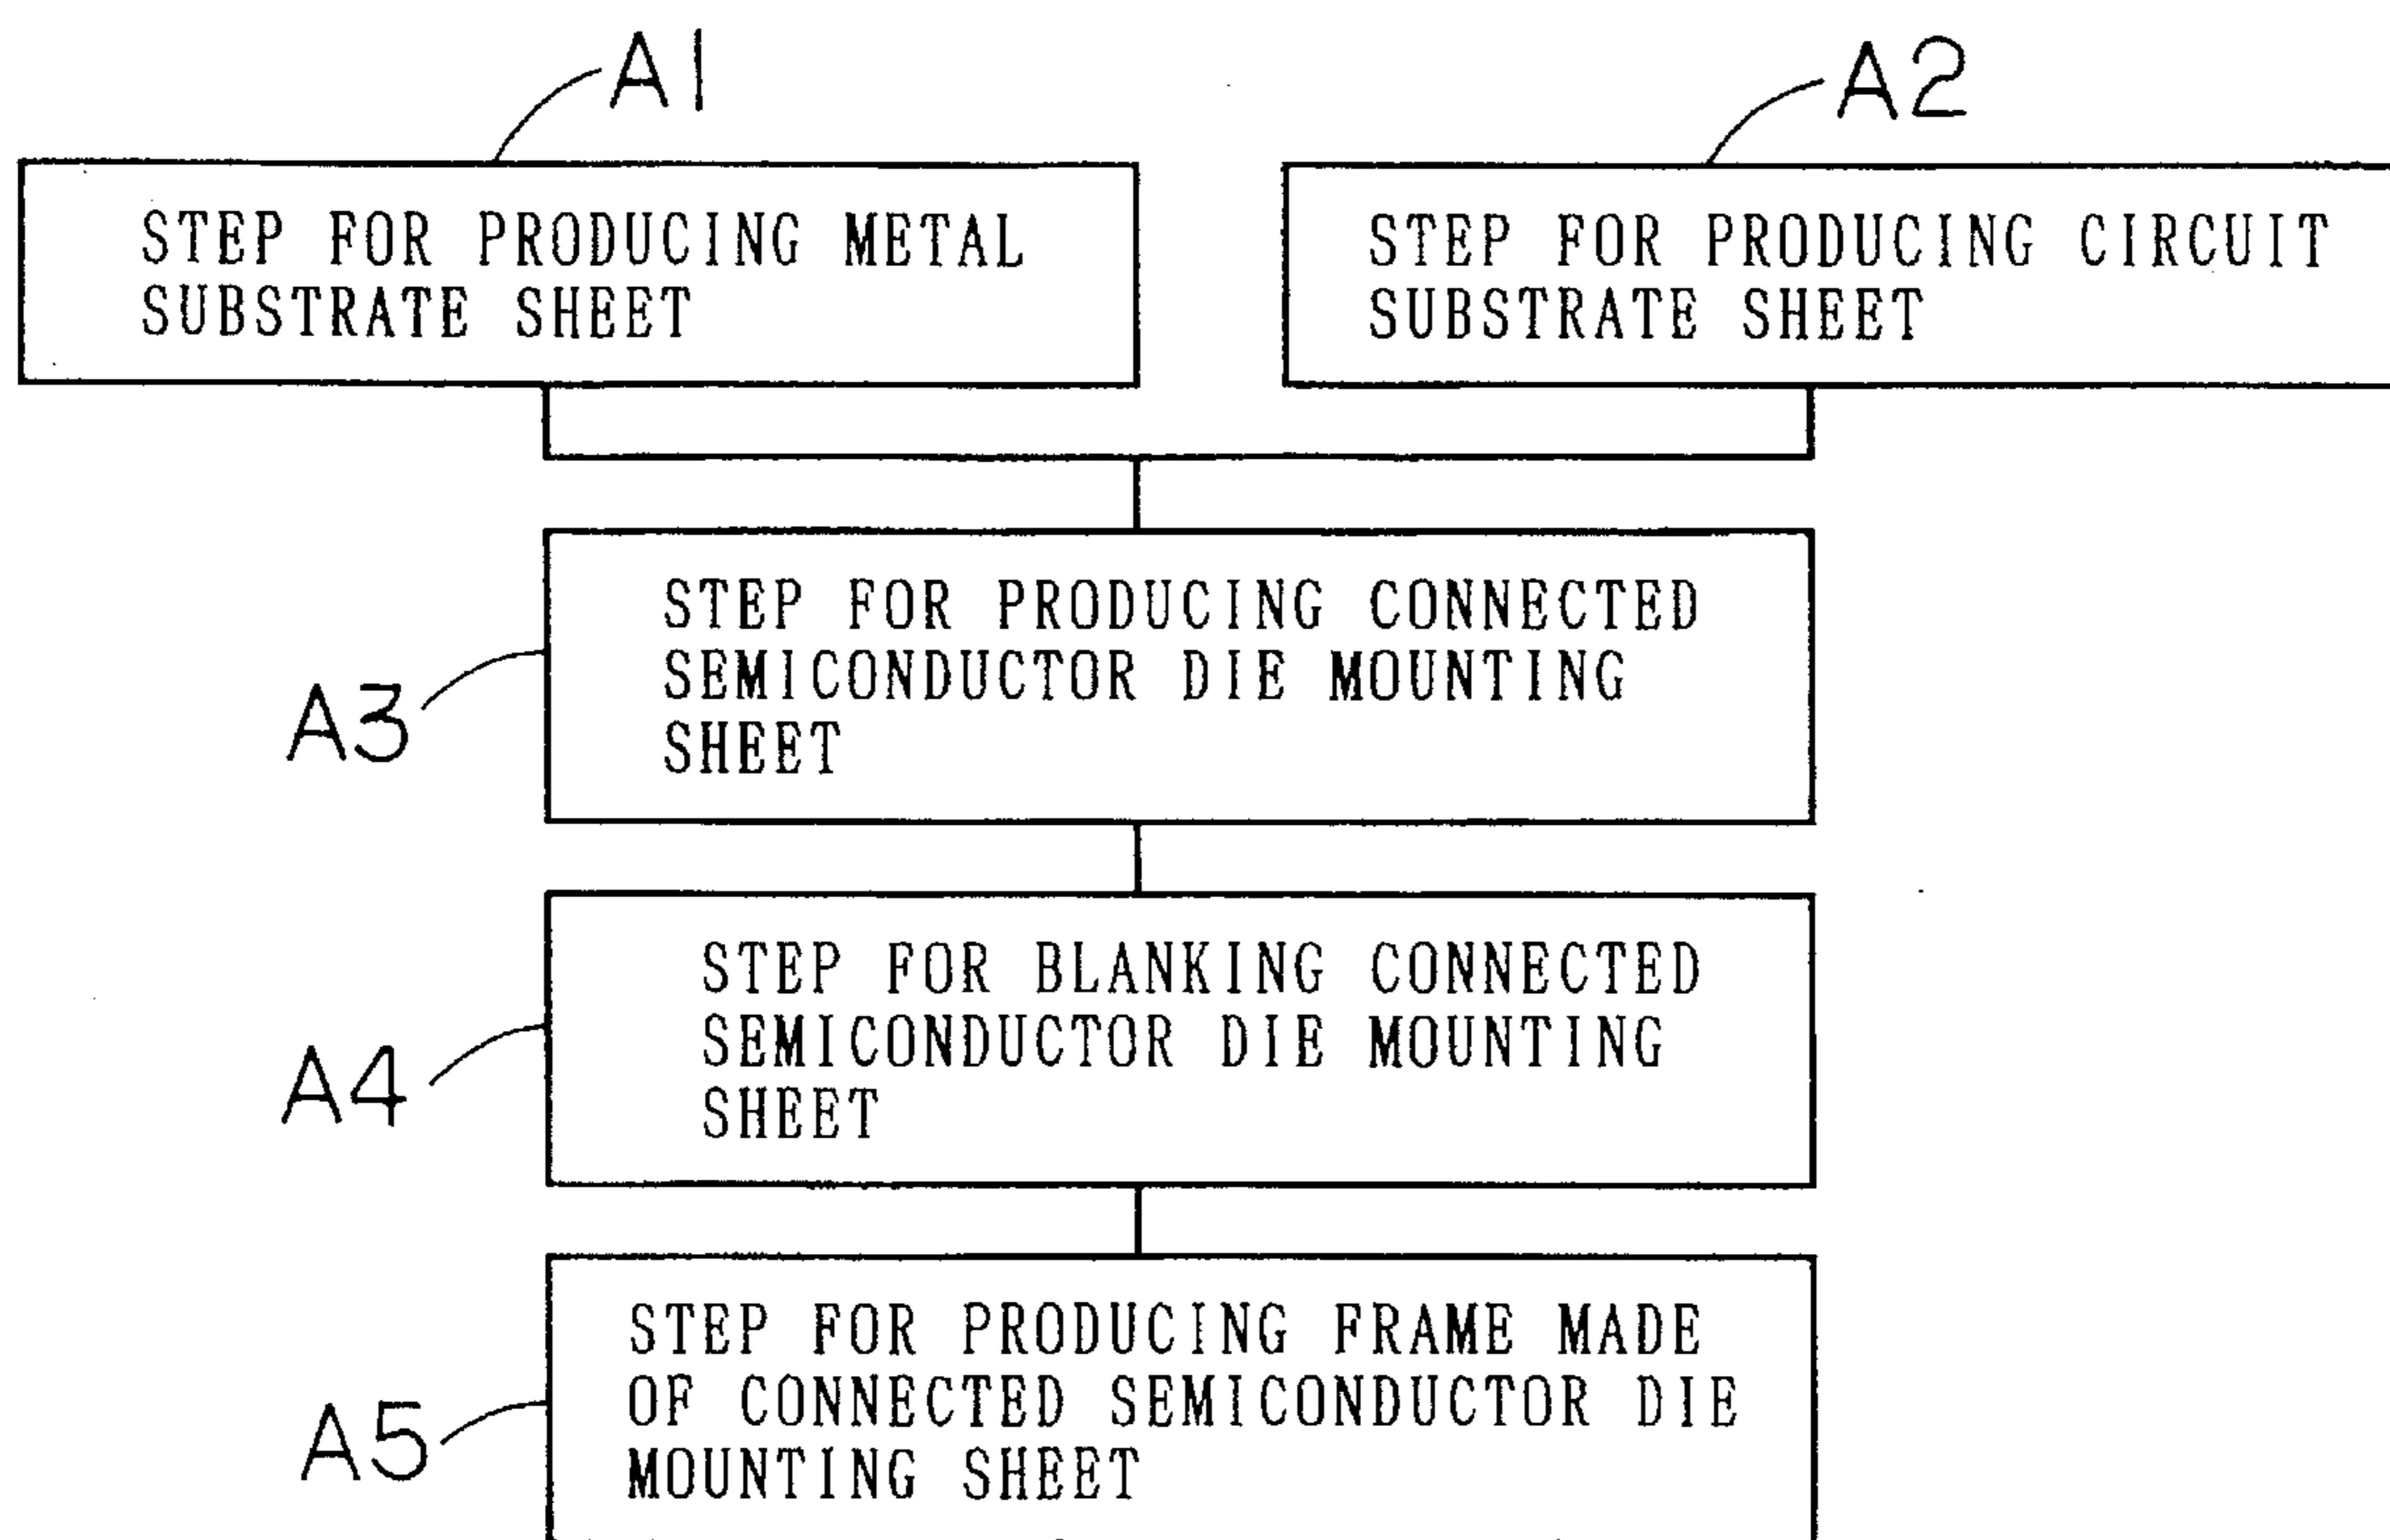 A1
A2
STEP FOR PRODUCING METAL
SUBSTRATE SHEET
STEP FOR PRODUCING CIRCUIT
SUBSTRATE SHEET
A3
STEP FOR PRODUCING CONNECTED
SEMICONDUCTOR DIE MOUNTING
SHEET
A4
STEP FOR BLANKING CONNECTED
SEMICONDUCTOR DIE MOUNTING
SHEET
A5
STEP FOR PRODUCING FRAME MADE
OF CONNECTED SEMICONDUCTOR DIE
MOUNTING SHEET